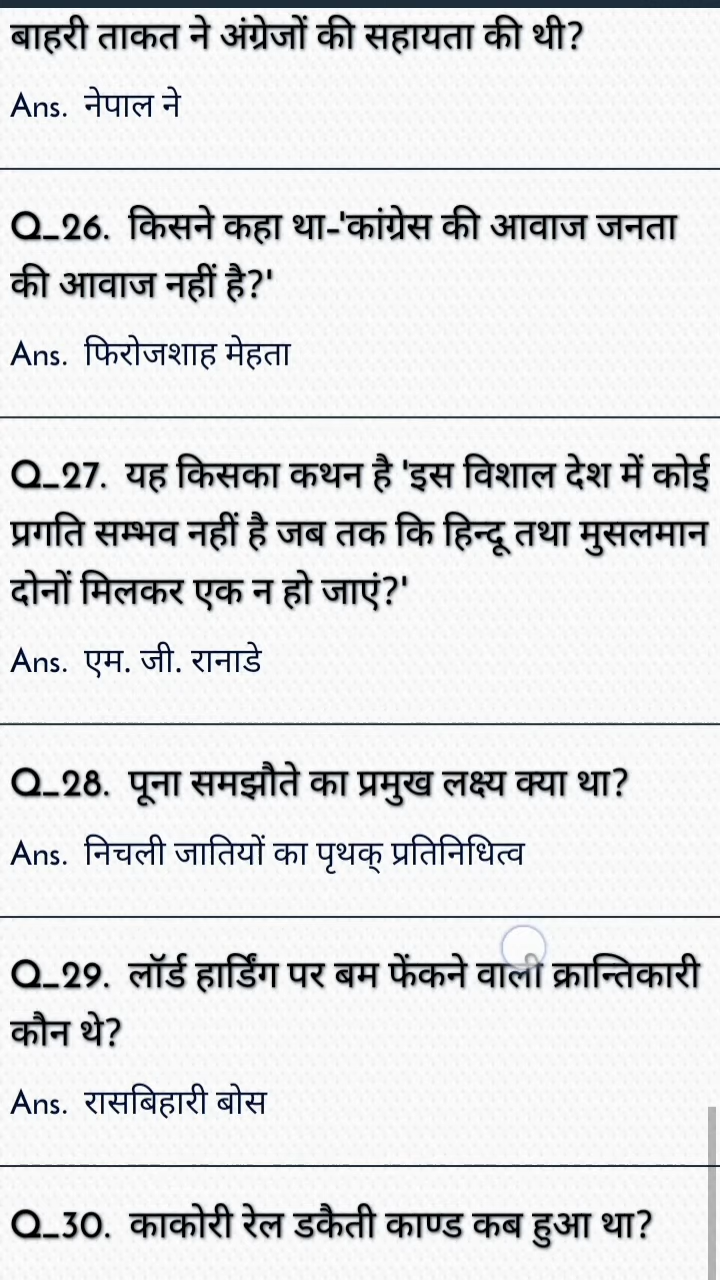 बाहरी ताकत ने अंग्रेजों की सहायता की थी?
Ans. नेपाल ने
Q_26. किसने कहा था-'कांग्रेस की आवाज जनता
की आवाज नहीं है?'
Ans. फिरोजशाह मेहता
Q_27. यह किसका कथन है 'इस विशाल देश में कोई
प्रगति सम्भव नहीं है जब तक कि हिन्दू तथा मुसलमान
दोनों मिलकर एक न हो जाएं?'
Ans. एम. जी. रानाडे
Q_28. पूना समझौते का प्रमुख लक्ष्य क्या था?
Ans. निचली जातियों का पृथक् प्रतिनिधित्व
Q_29. लॉर्ड हार्डिंग पर बम फेंकने वाली क्रान्तिकारी
कौन थे?
Ans. रासबिहारी बोस
Q_30. काकोरी रेल डकैती काण्ड कब हुआ था?